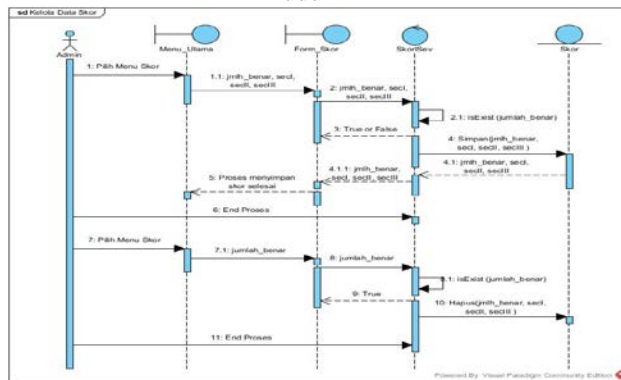 sd Kelola Data Skor
Admin
Menu_Utama
Form_Skor
Skor
1: Pilih Menu Skor
1.1: jmlh_benar, secI,
secII, secIII
2: jmlh_benar, secI,
secII, secIII
2.1: isExist (jumlah_benar)
3: True or False
4: Simpan(jmlh_benar,
secI, secII, secIII )
4.1: jmlh_benar, secI,
secII, secIII
4.1.1: jmlh_benar,
secI, secII, secIII
5: Proses menyimpan
skor selesai
6: End Proses
7: Pilih Menu Skor
7.1: jumlah_benar
8: jumlah_benar
8.1: isExist (jumlah_benar)
9: True
10: Hapus(jmlh_benar, secI,
secII, secIII )
11: End Proses
Powered By Visual Paradigm Community Edition